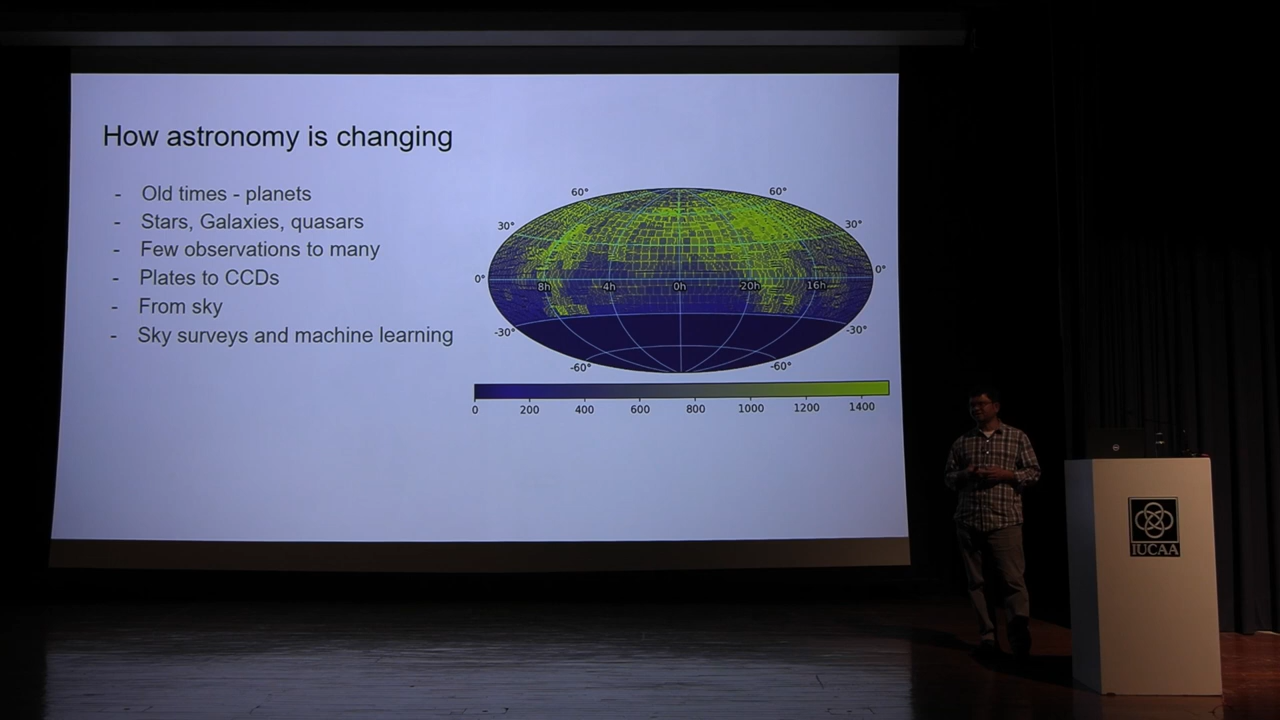 How astronomy is changing
- Old times - planets
- Stars, Galaxies, quasars
- Few observations to many
- Plates to CCDs
- From sky
- Sky surveys and machine learning
60° 60°
30° 30°
0° 8h 4h 0h 20h 16h 0°
-30° -30°
-60° -60°
0 200 400 600 800 1000 1200 1400
IUCAA